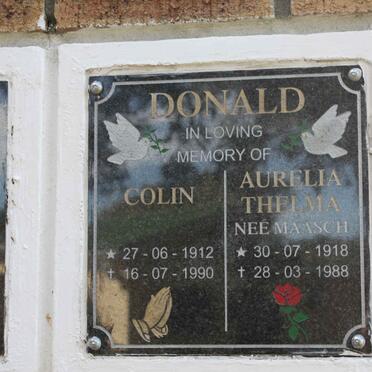 DONALD
IN LOVING
MEMORY OF
COLIN
★ 27 - 06 - 1912
✝ 16 - 07 - 1990
AURELIA
THELMA
NEÉ MAASCH
★ 30 - 07 - 1918
✝ 28 - 03 - 1988